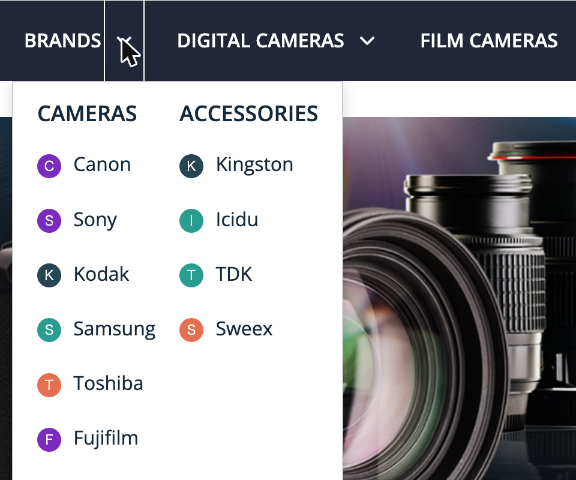 BRANDS DIGITAL CAMERAS FILM CAMERAS
CAMERAS
C Canon
S Sony
K Kodak
S Samsung
T Toshiba
F Fujifilm
ACCESSORIES
K Kingston
I Icidu
T TDK
S Sweex